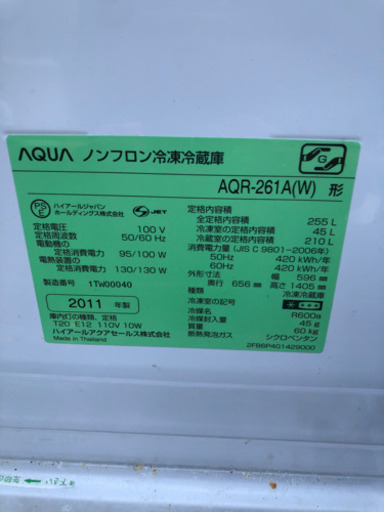 AQUA ノンフロン冷凍冷蔵庫
AQR-261A(W) 形
G
PS
E
ハイアールジャパン
ホールディングス株式会社
JET
定格電圧 100 V
定格周波数 50/60 Hz
電動機の
定格消費電力 95/100 W
電熱装置の
定格消費電力 130/130 W
製造番号 1TW00040
2011 年製
庫内灯の種類、定格
T20 E12 110V 10W
ハイアールアクアセールス株式会社
Made in Thailand
定格内容積
全定格内容積 255 L
冷凍室の定格内容積 45 L
冷蔵室の定格内容積 210 L
消費電力量 (JIS C 9801-2006年)
50Hz 420 kWh/年
60Hz 420 kWh/年
外形寸法 幅 596 mm
奥行 656 mm 高さ 1405 mm
種類 冷凍冷蔵庫
冷凍室の記号
冷媒 R600a
冷媒封入量 45 g
質量 60 kg
断熱発泡ガス シクロペンタン
2FB6P4G1429000